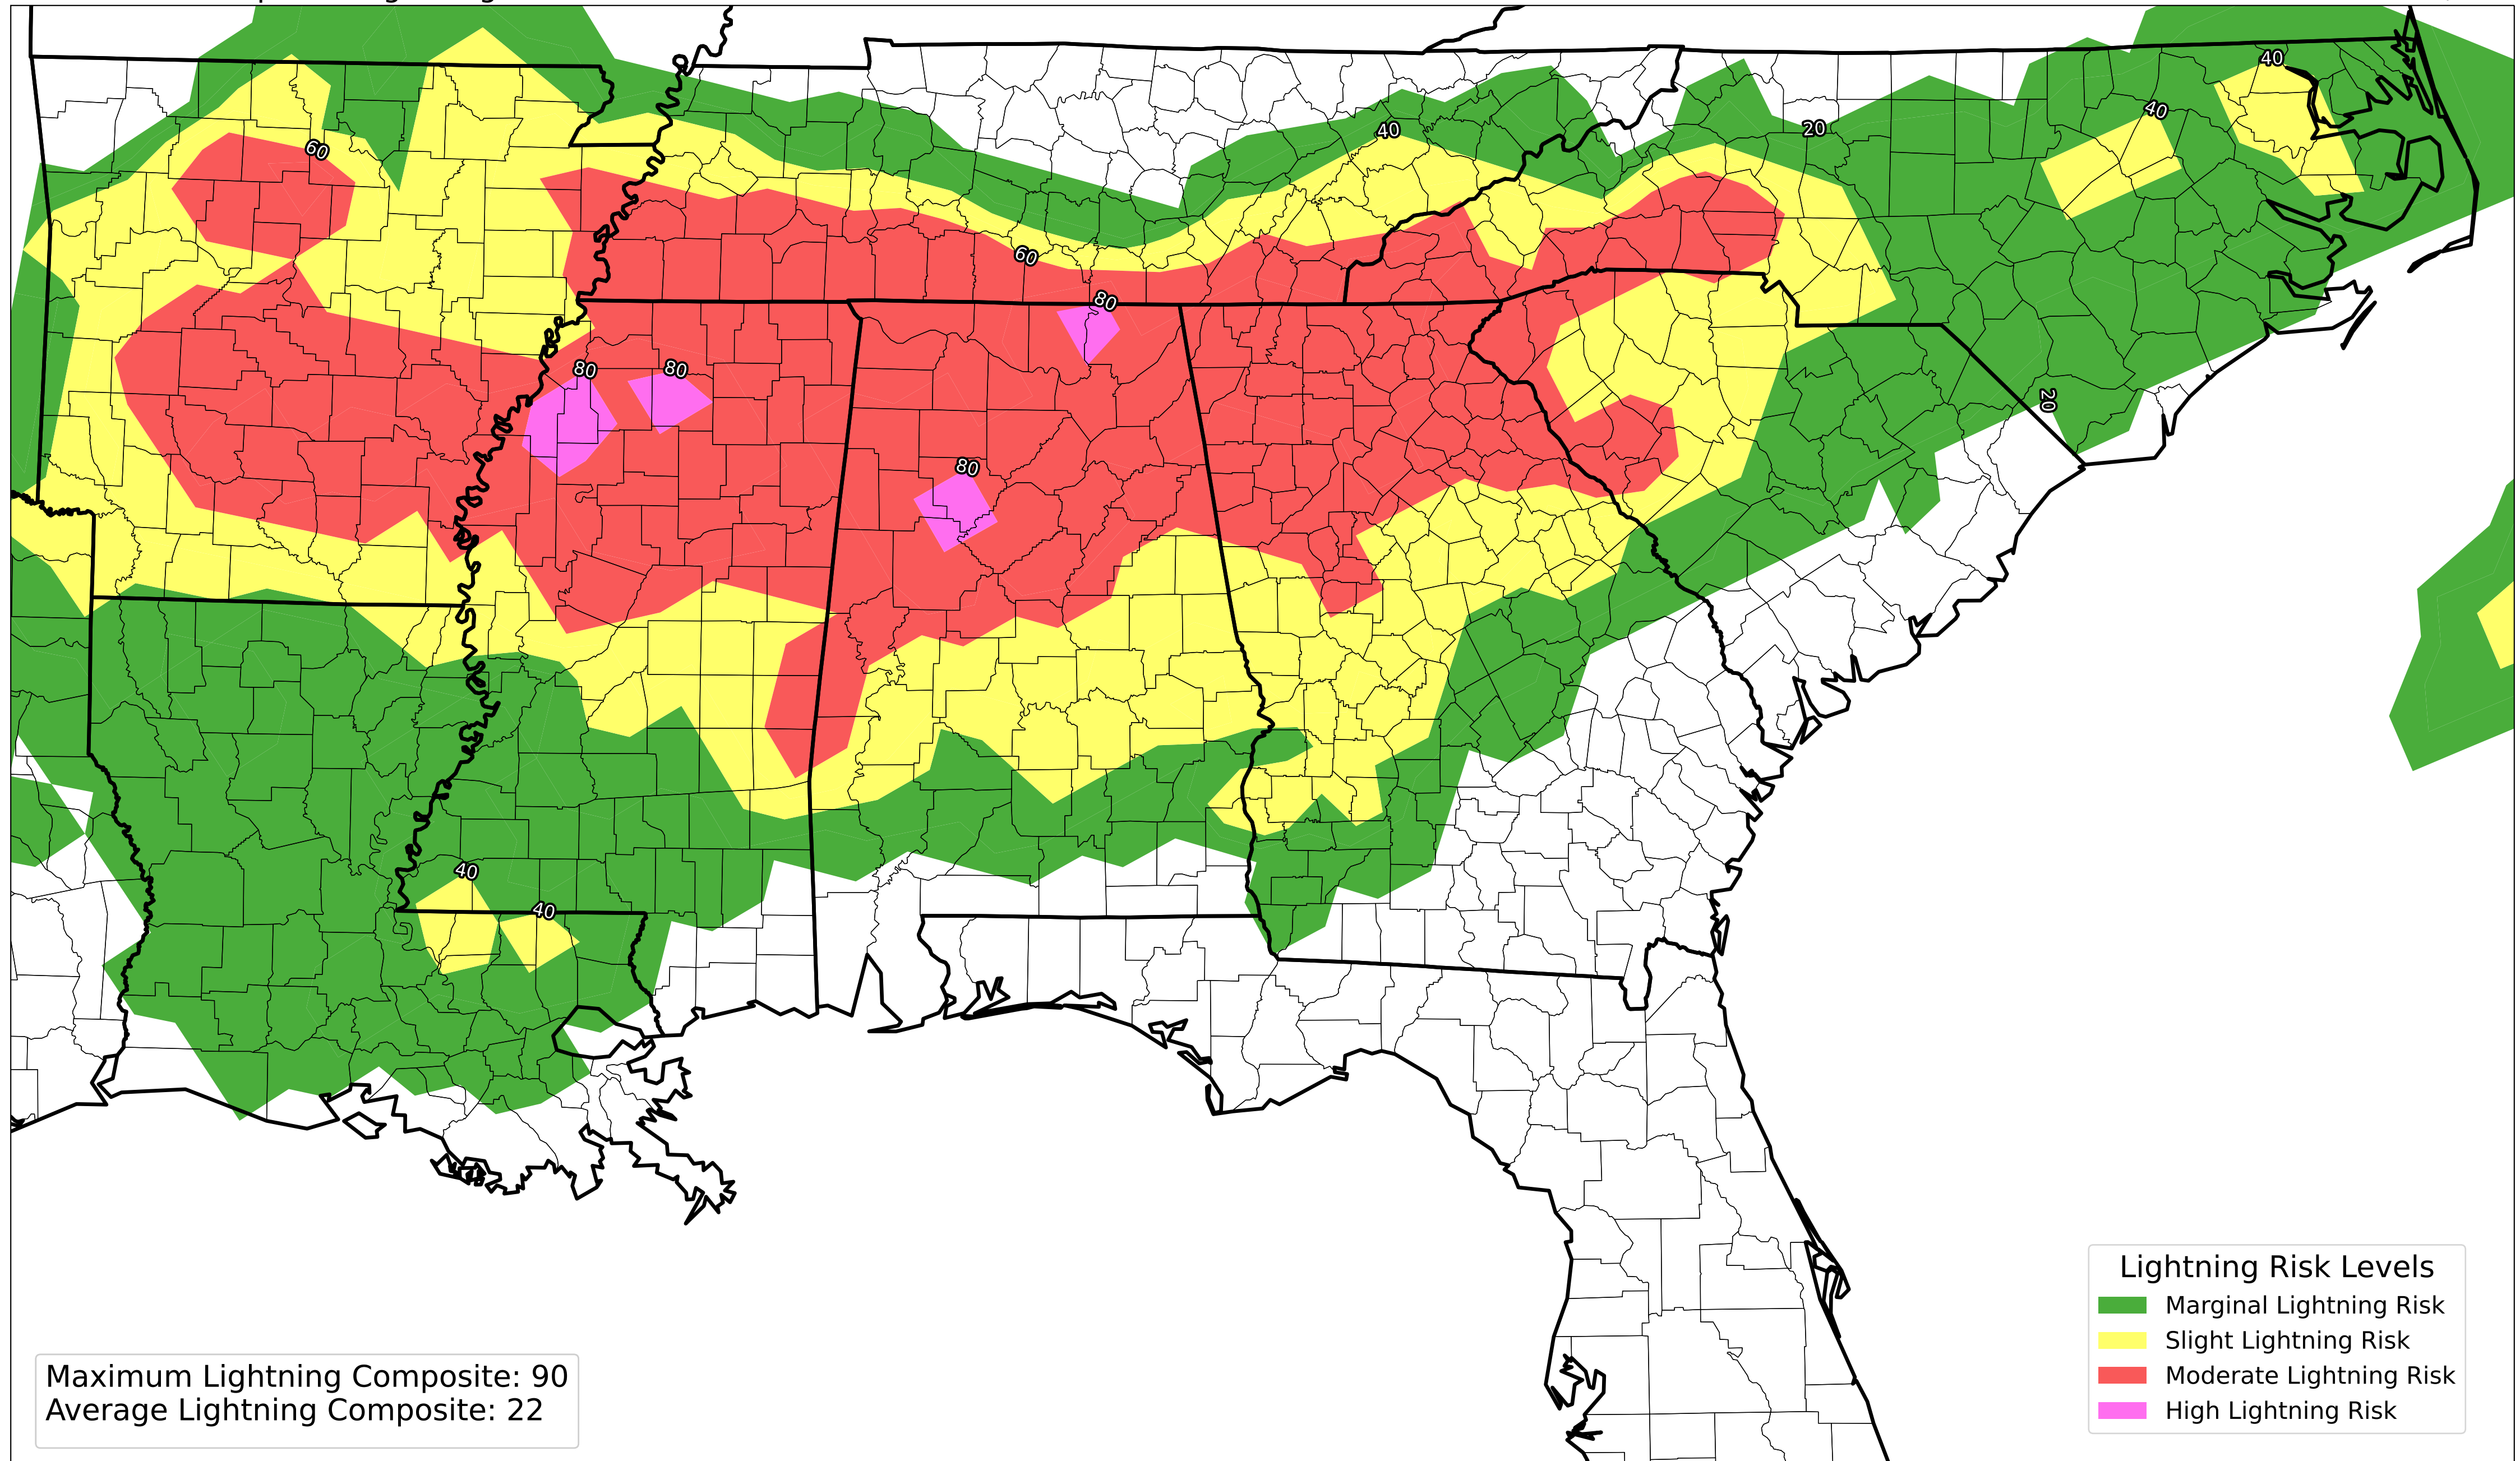 40
40
40
20
60
60
80
80
80
20
80
40
40
Lightning Risk Levels
Marginal Lightning Risk
Slight Lightning Risk
Moderate Lightning Risk
High Lightning Risk
Maximum Lightning Composite: 90
Average Lightning Composite: 22